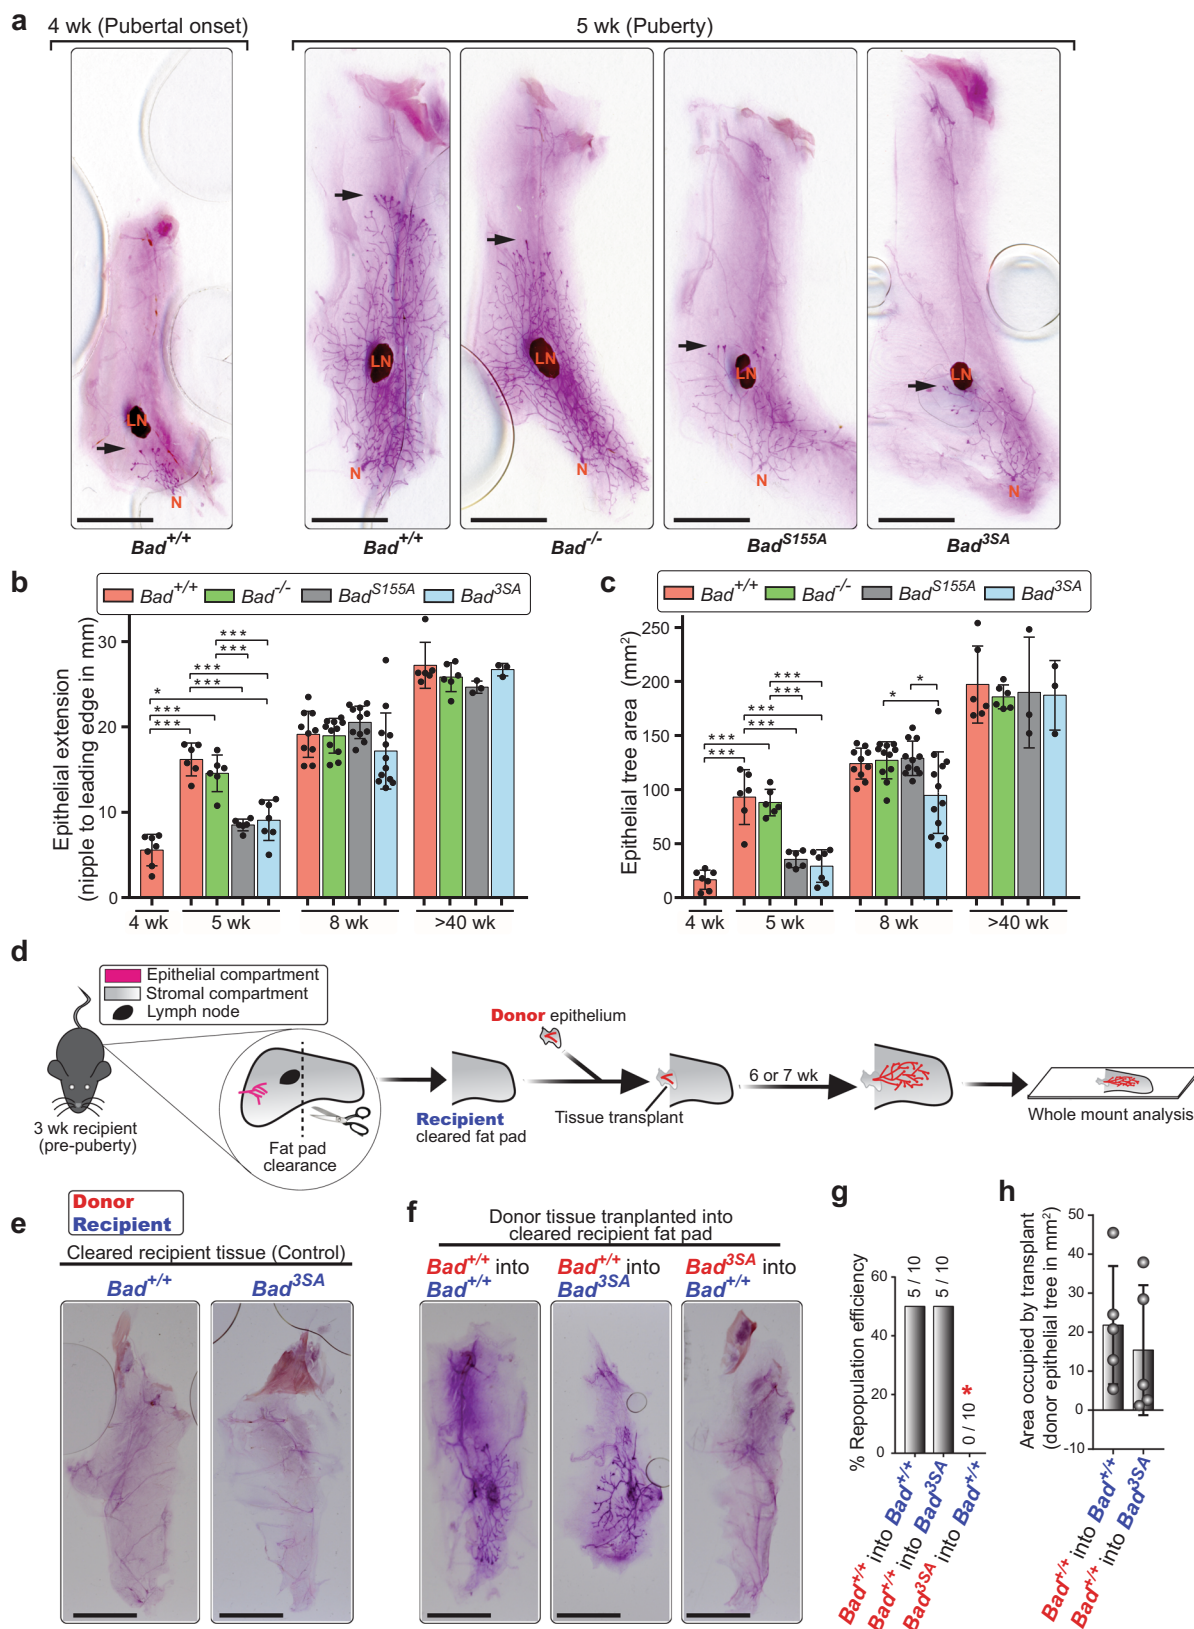 a
4 wk (Pubertal onset)
5 wk (Puberty)
LN
N
LN
N
LN
N
LN
N
LN
N
Bad+/+
Bad+/+
Bad-/-
BadS155A
Bad3SA
b
Bad+/+ Bad-/- BadS155A Bad3SA
Epithelial extension
(nipple to leading edge in mm)
30
20
10
0
* * *
* * *
* * *
* * *
*
* * *
* * *
4 wk 5 wk 8 wk >40 wk
c
Bad+/+ Bad-/- BadS155A Bad3SA
Epithelial tree area (mm2)
250
200
150
100
50
0
* * *
* * *
* * *
* * *
* * *
* * *
*
*
4 wk 5 wk 8 wk >40 wk
d
Epithelial compartment
Stromal compartment
Lymph node
3 wk recipient
(pre-puberty)
Fat pad
clearance
Recipient
cleared fat pad
Donor epithelium
Tissue transplant
6 or 7 wk
Whole mount analysis
Donor
Recipient
e
Cleared recipient tissue (Control)
Bad+/+ Bad3SA
f
Donor tissue tranplanted into
cleared recipient fat pad
Bad+/+ into
Bad+/+
Bad+/+ into
Bad3SA
Bad3SA into
Bad+/+
g
% Repopulation efficiency
60
40
20
0
5 / 10
5 / 10
0 / 10
*
Bad+/+ into Bad+/+
Bad+/+ into Bad3SA
Bad3SA into Bad+/+
h
Area occupied by transplant
(donor epithelial tree in mm2)
50
40
30
20
10
0
-10
Bad+/+ into Bad+/+
Bad+/+ into Bad3SA